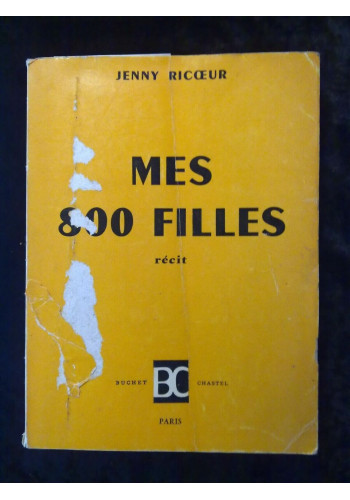 JENNY RICŒUR
MES
800 FILLES
récit
BUCHET BC CHASTEL
PARIS